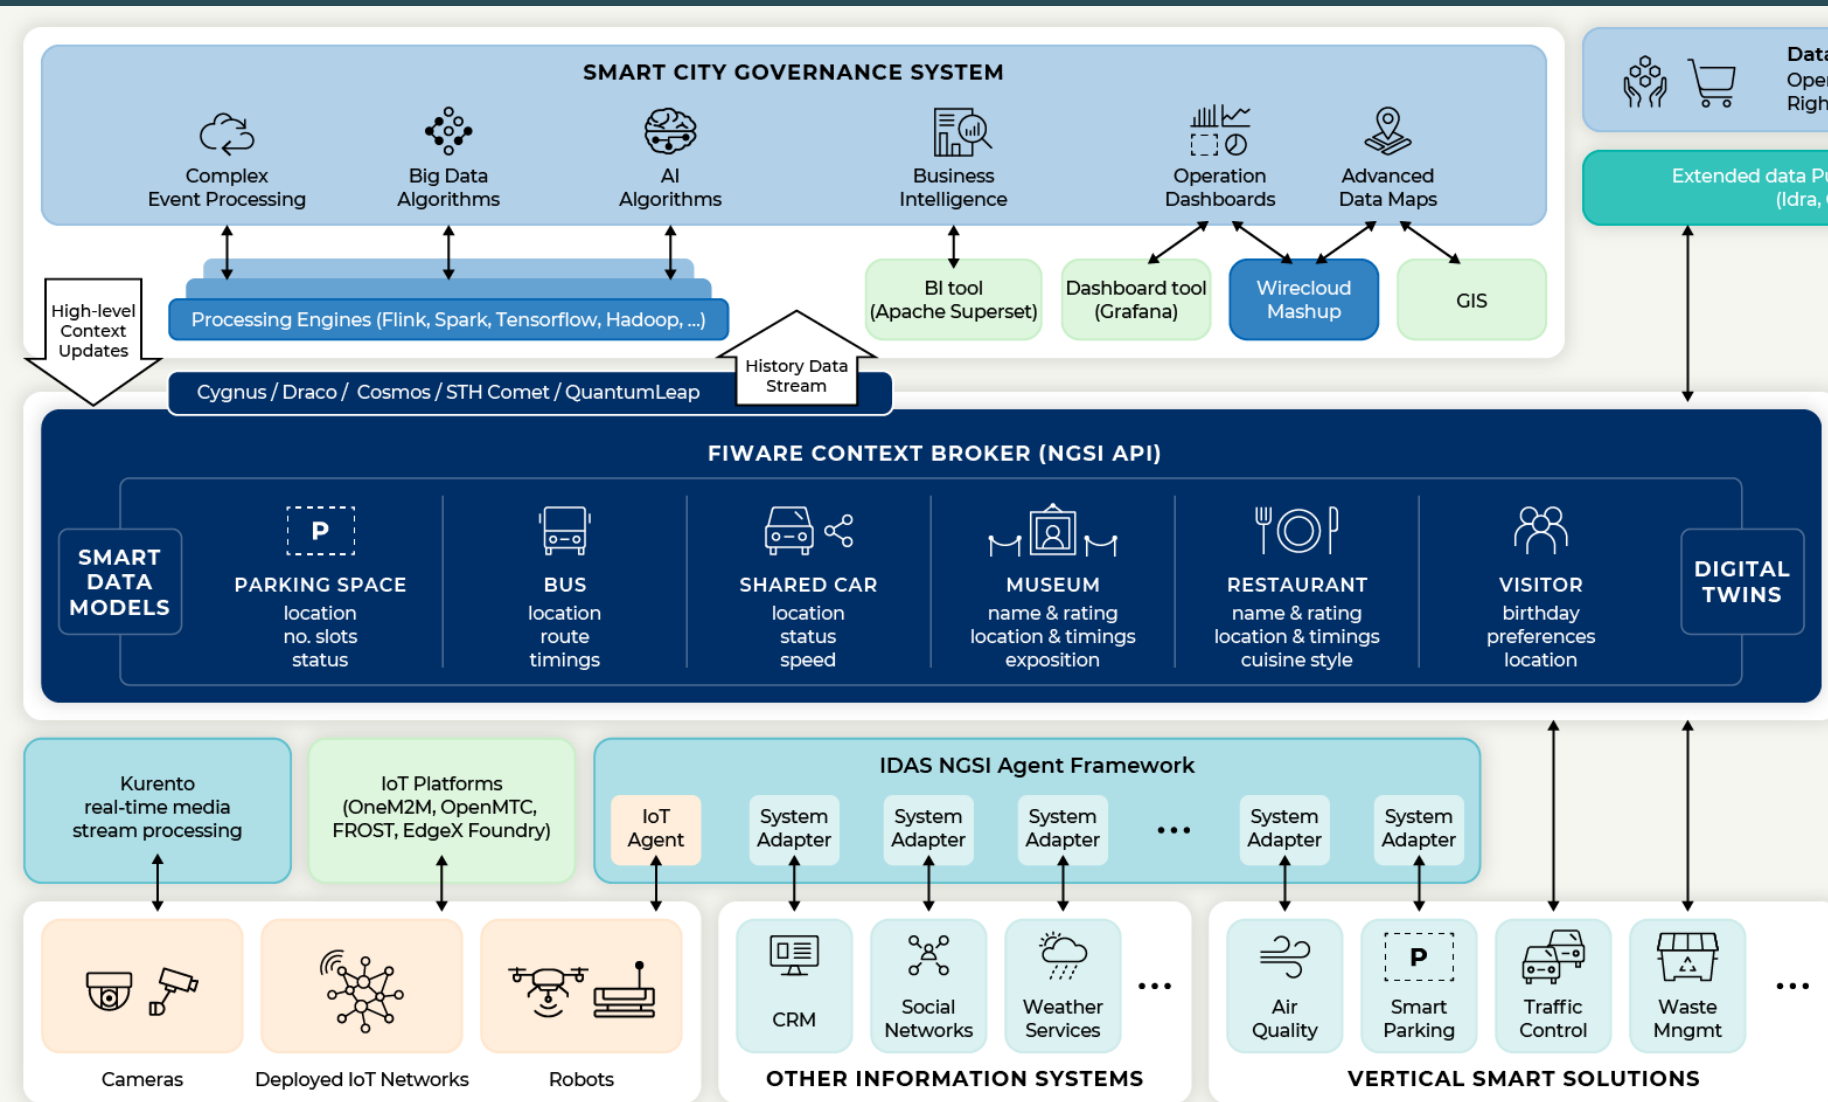 SMART CITY GOVERNANCE SYSTEM
Complex
Event Processing
Big Data
Algorithms
AI
Algorithms
Business
Intelligence
Operation
Dashboards
Advanced
Data Maps
Data
Open
Righ
Extended data Pu
(Idra,
High-level
Context
Updates
Processing Engines (Flink, Spark, Tensorflow, Hadoop, ...)
BI tool
(Apache Superset)
Dashboard tool
(Grafana)
Wirecloud
Mashup
GIS
History Data
Stream
Cygnus / Draco / Cosmos / STH Comet / QuantumLeap
FIWARE CONTEXT BROKER (NGSI API)
SMART
DATA
MODELS
P
PARKING SPACE
location
no. slots
status
BUS
location
route
timings
SHARED CAR
location
status
speed
MUSEUM
name & rating
location & timings
exposition
RESTAURANT
name & rating
location & timings
cuisine style
VISITOR
birthday
preferences
location
DIGITAL
TWINS
Kurento
real-time media
stream processing
IoT Platforms
(OneM2M, OpenMTC,
FROST, EdgeX Foundry)
IDAS NGSI Agent Framework
IoT
Agent
System
Adapter
System
Adapter
System
Adapter
...
System
Adapter
System
Adapter
Cameras
Deployed IoT Networks
Robots
CRM
Social
Networks
Weather
Services
...
OTHER INFORMATION SYSTEMS
Air
Quality
P
Smart
Parking
Traffic
Control
Waste
Mngmt
...
VERTICAL SMART SOLUTIONS